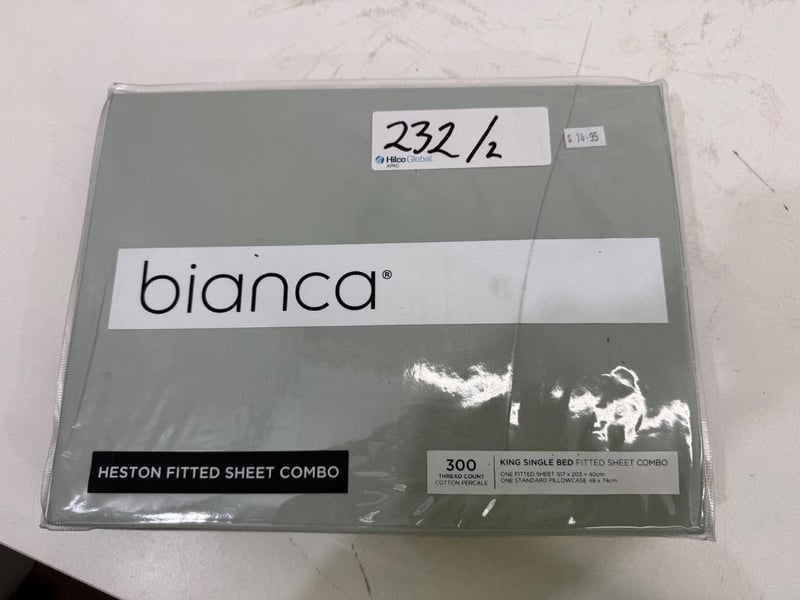 232/2
Hilco Global
APAC
$ 74.95
bianca®
HESTON FITTED SHEET COMBO
300
THREAD COUNT
COTTON PERCALE
KING SINGLE BED FITTED SHEET COMBO
ONE FITTED SHEET 107 x 203 + 40cm
ONE STANDARD PILLOWCASE 48 x 74cm